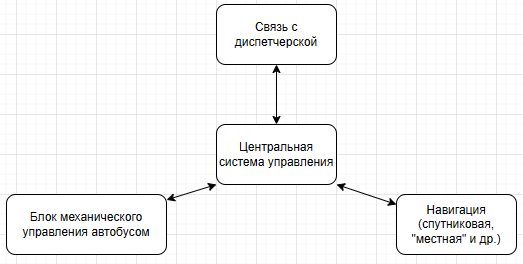 Связь с
диспетчерской
Центральная
система управления
Блок механического
управления автобусом
Навигация
(спутниковая,
"местная" и др.)